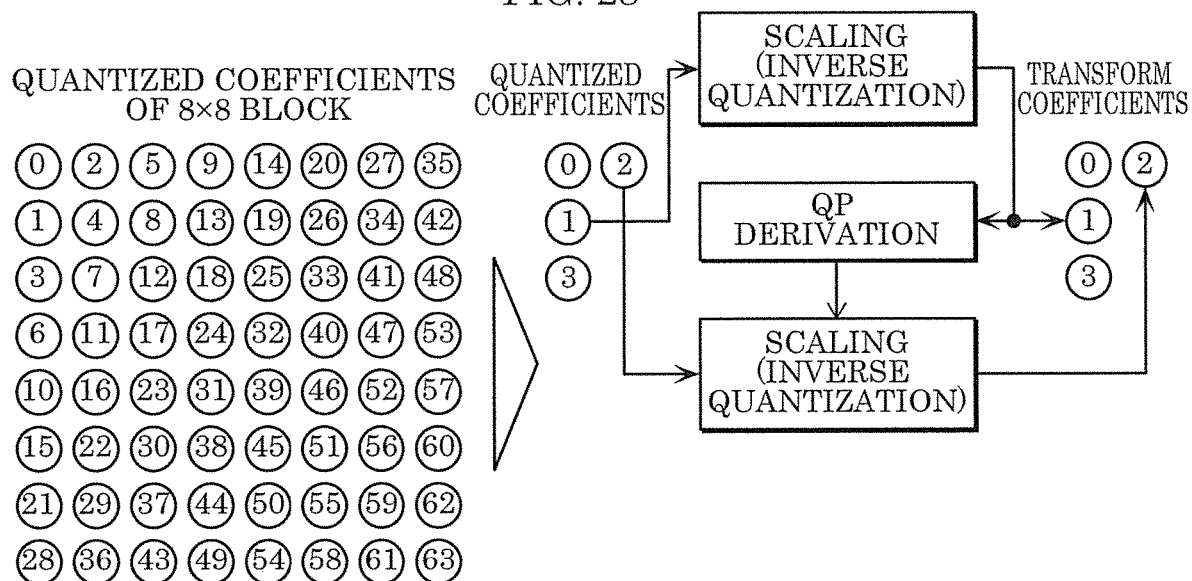 FIG.
QUANTIZED COEFFICIENTS
OF 8×8 BLOCK
0 2 5 9 14 20 27 35
1 4 8 13 19 26 34 42
3 7 12 18 25 33 41 48
6 11 17 24 32 40 47 53
10 16 23 31 39 46 52 57
15 22 30 38 45 51 56 60
21 29 37 44 50 55 59 62
28 36 43 49 54 58 61 63
QUANTIZED
COEFFICIENTS
0 2
1
3
SCALING
(INVERSE
QUANTIZATION)
QP
DERIVATION
SCALING
(INVERSE
QUANTIZATION)
TRANSFORM
COEFFICIENTS
0 2
1
3